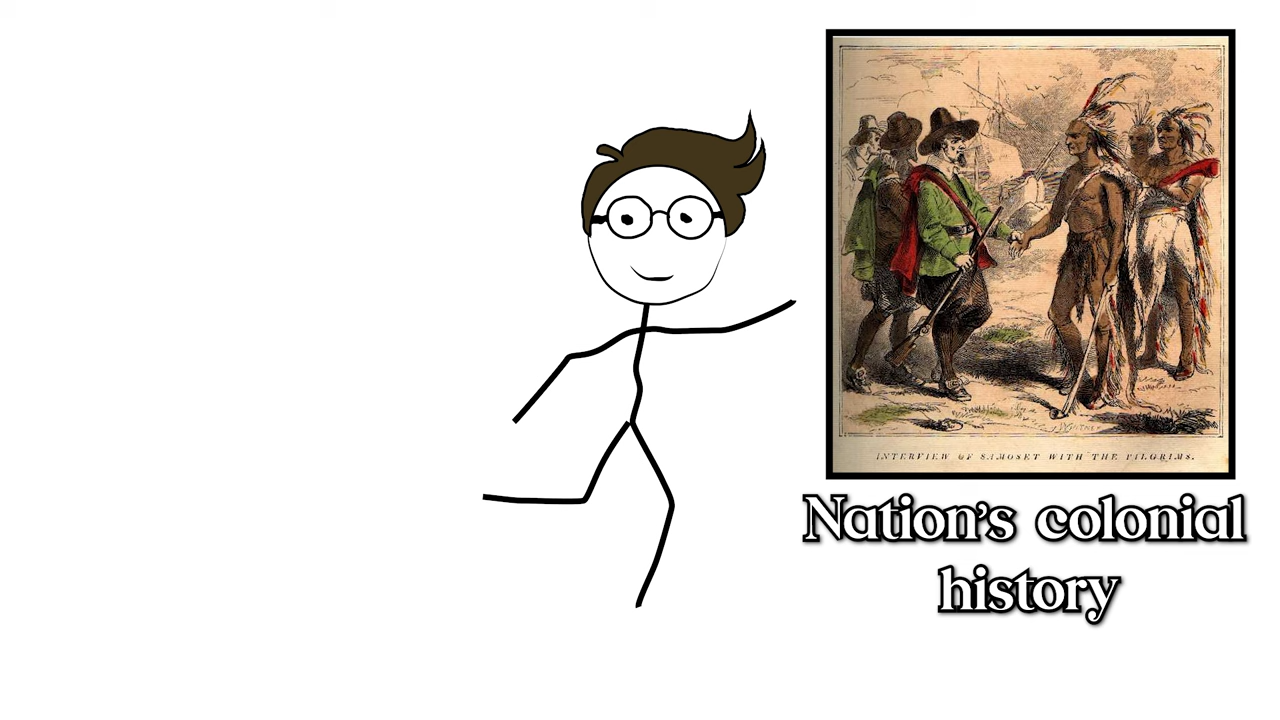 INTERVIEW OF SAMOSET WITH THE PILGRIMS.
Nation's colonial
history